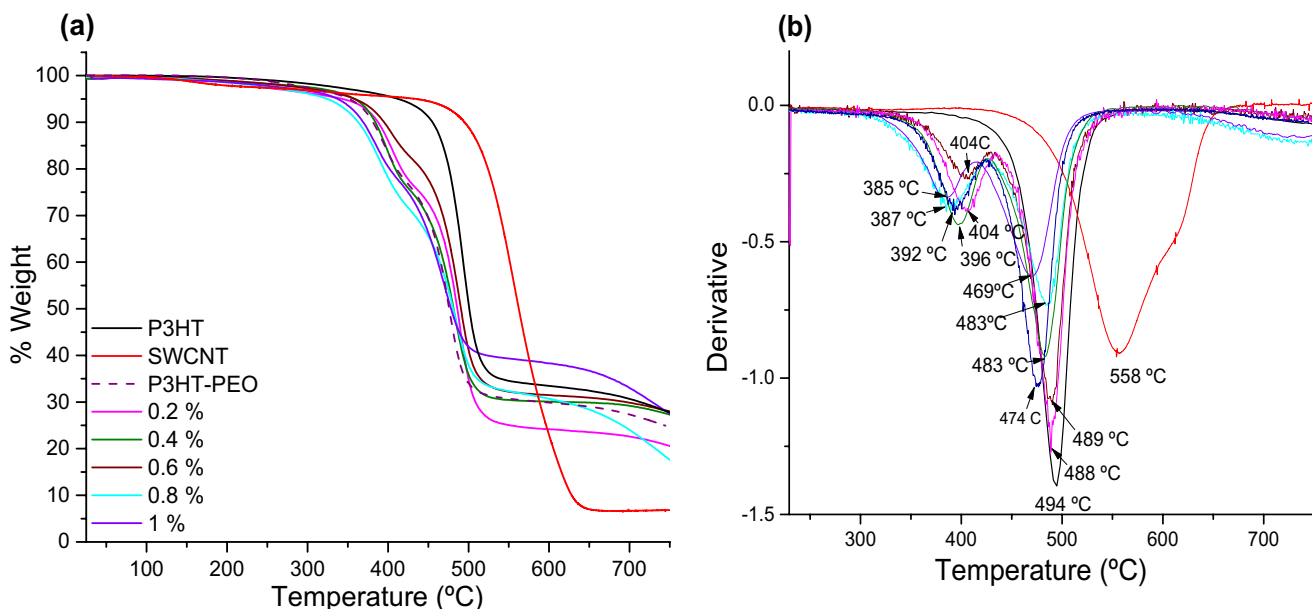 (a)
100
90
80
70
60
50
40
30
20
10
0
% Weight
P3HT
SWCNT
P3HT-PEO
0.2 %
0.4 %
0.6 %
0.8 %
1 %
100 200 300 400 500 600 700
Temperature (ºC)
(b)
0.0
-0.5
-1.0
-1.5
Derivative
404C
385 ºC
387 ºC
392 ºC
396 ºC
404 ºC
469ºC
483ºC
483 ºC
474 C
489 ºC
488 ºC
494 ºC
558 ºC
300 400 500 600 700
Temperature (ºC)